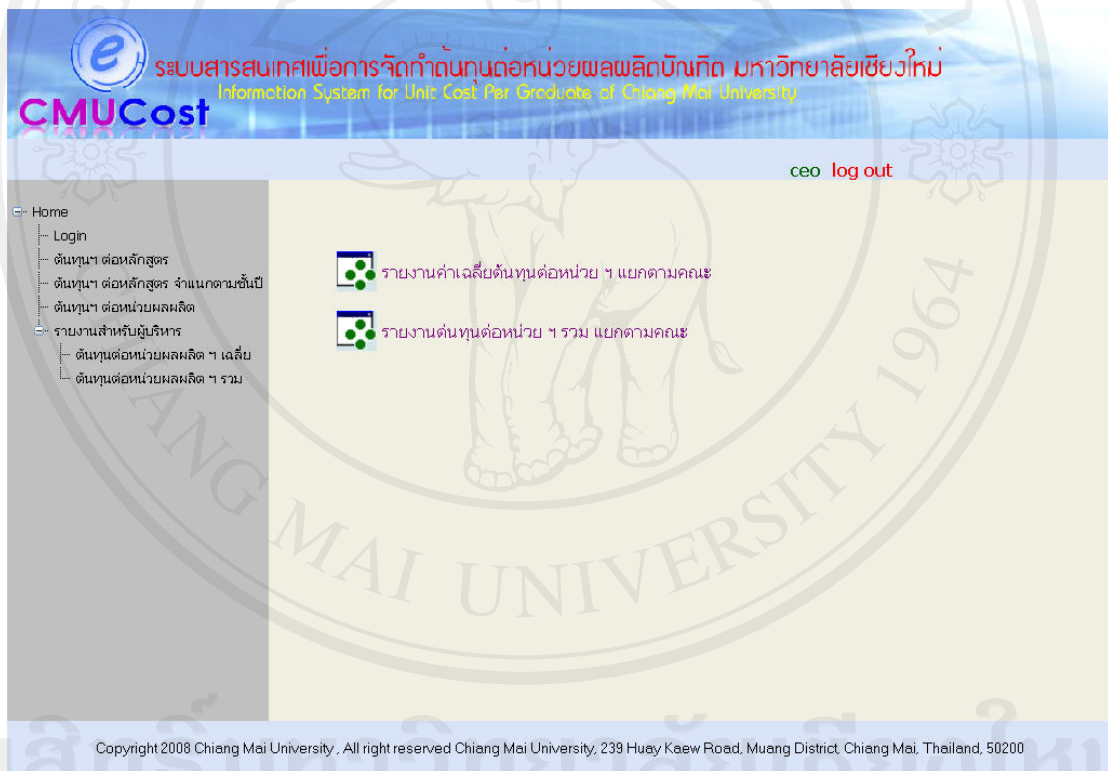 e
ระบบสารสนเทศเพื่อการจัดทำต้นทุนต่อหน่วยผลผลิตบัณฑิต มหาวิทยาลัยเชียงใหม่
Information System for Unit Cost Per Graduate of Chiang Mai University
CMUCost
ceo log out
Home
Login
ต้นทุนฯ ต่อหลักสูตร
ต้นทุนฯ ต่อหลักสูตร จำแนกตามชั้นปี
ต้นทุนฯ ต่อหน่วยผลผลิต
รายงานสำหรับผู้บริหาร
ต้นทุนต่อหน่วยผลผลิต ฯ เฉลี่ย
ต้นทุนต่อหน่วยผลผลิต ฯ รวม
รายงานค่าเฉลี่ยต้นทุนต่อหน่วย ฯ แยกตามคณะ
รายงานต้นทุนต่อหน่วย ฯ รวม แยกตามคณะ
CHIANG MAI UNIVERSITY 1964
Copyright 2008 Chiang Mai University , All right reserved Chiang Mai University, 239 Huay Kaew Road, Muang District, Chiang Mai, Thailand, 50200